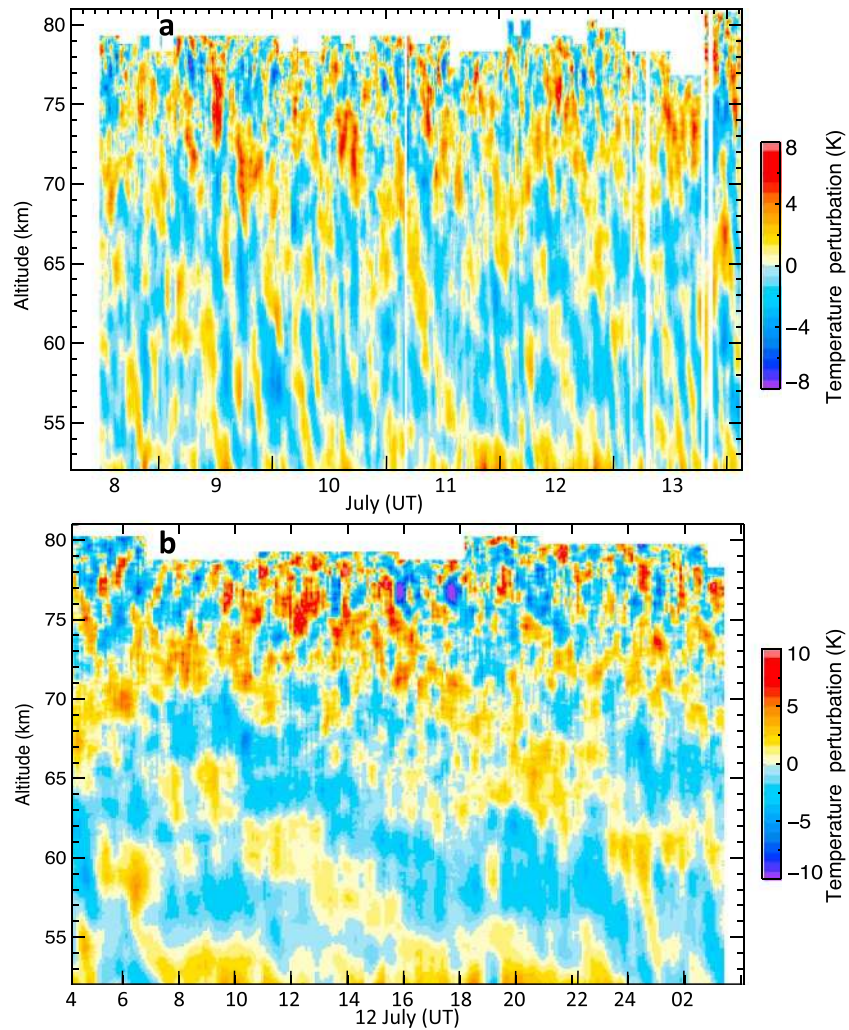 a
80
75
70
65
60
55
Altitude (km)
8 9 10 11 12 13
July (UT)
8
4
0
−4
−8
Temperature perturbation (K)
b
80
75
70
65
60
55
Altitude (km)
4 6 8 10 12 14 16 18 20 22 24 02
12 July (UT)
10
5
0
−5
−10
Temperature perturbation (K)